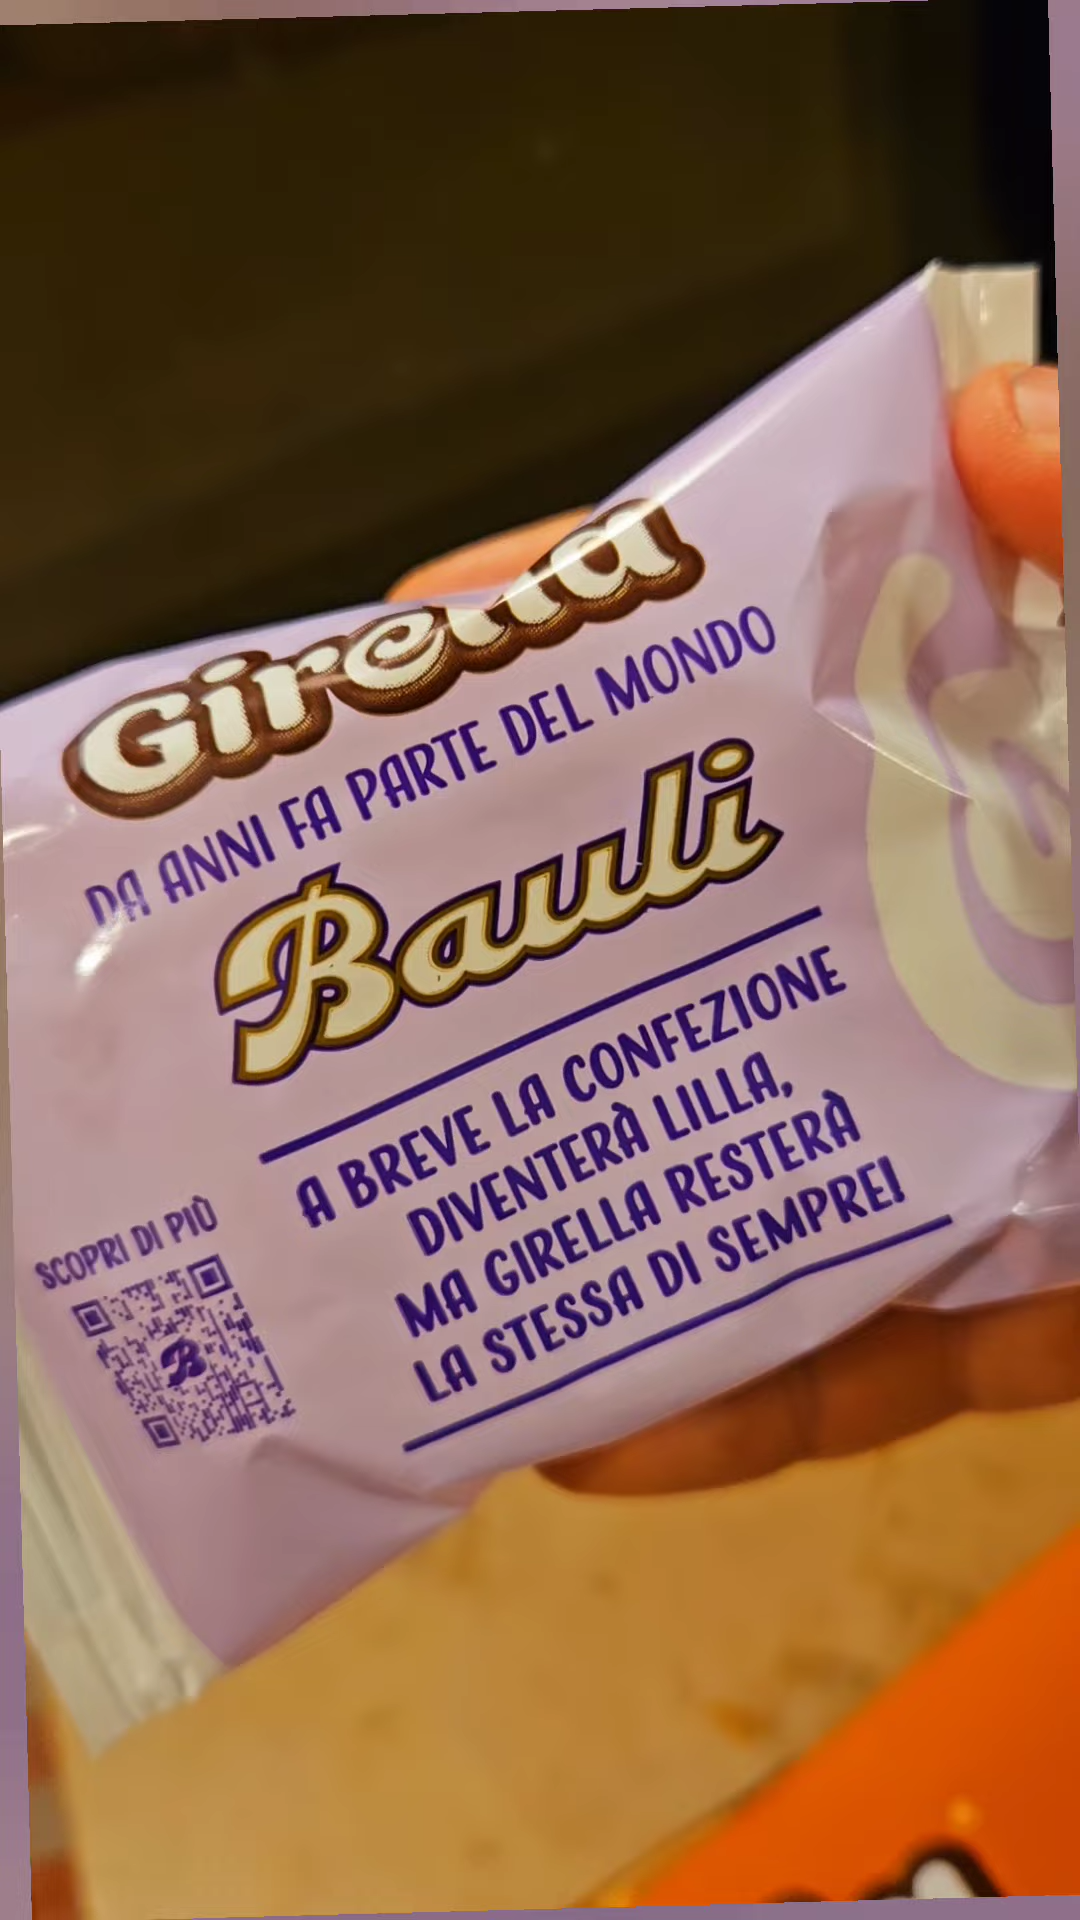 Girella
DA ANNI FA PARTE DEL MONDO
Bauli
A BREVE LA CONFEZIONE
DIVENTERÀ LILLA,
MA GIRELLA RESTERÀ
LA STESSA DI SEMPRE!
SCOPRI DI PIÙ
B